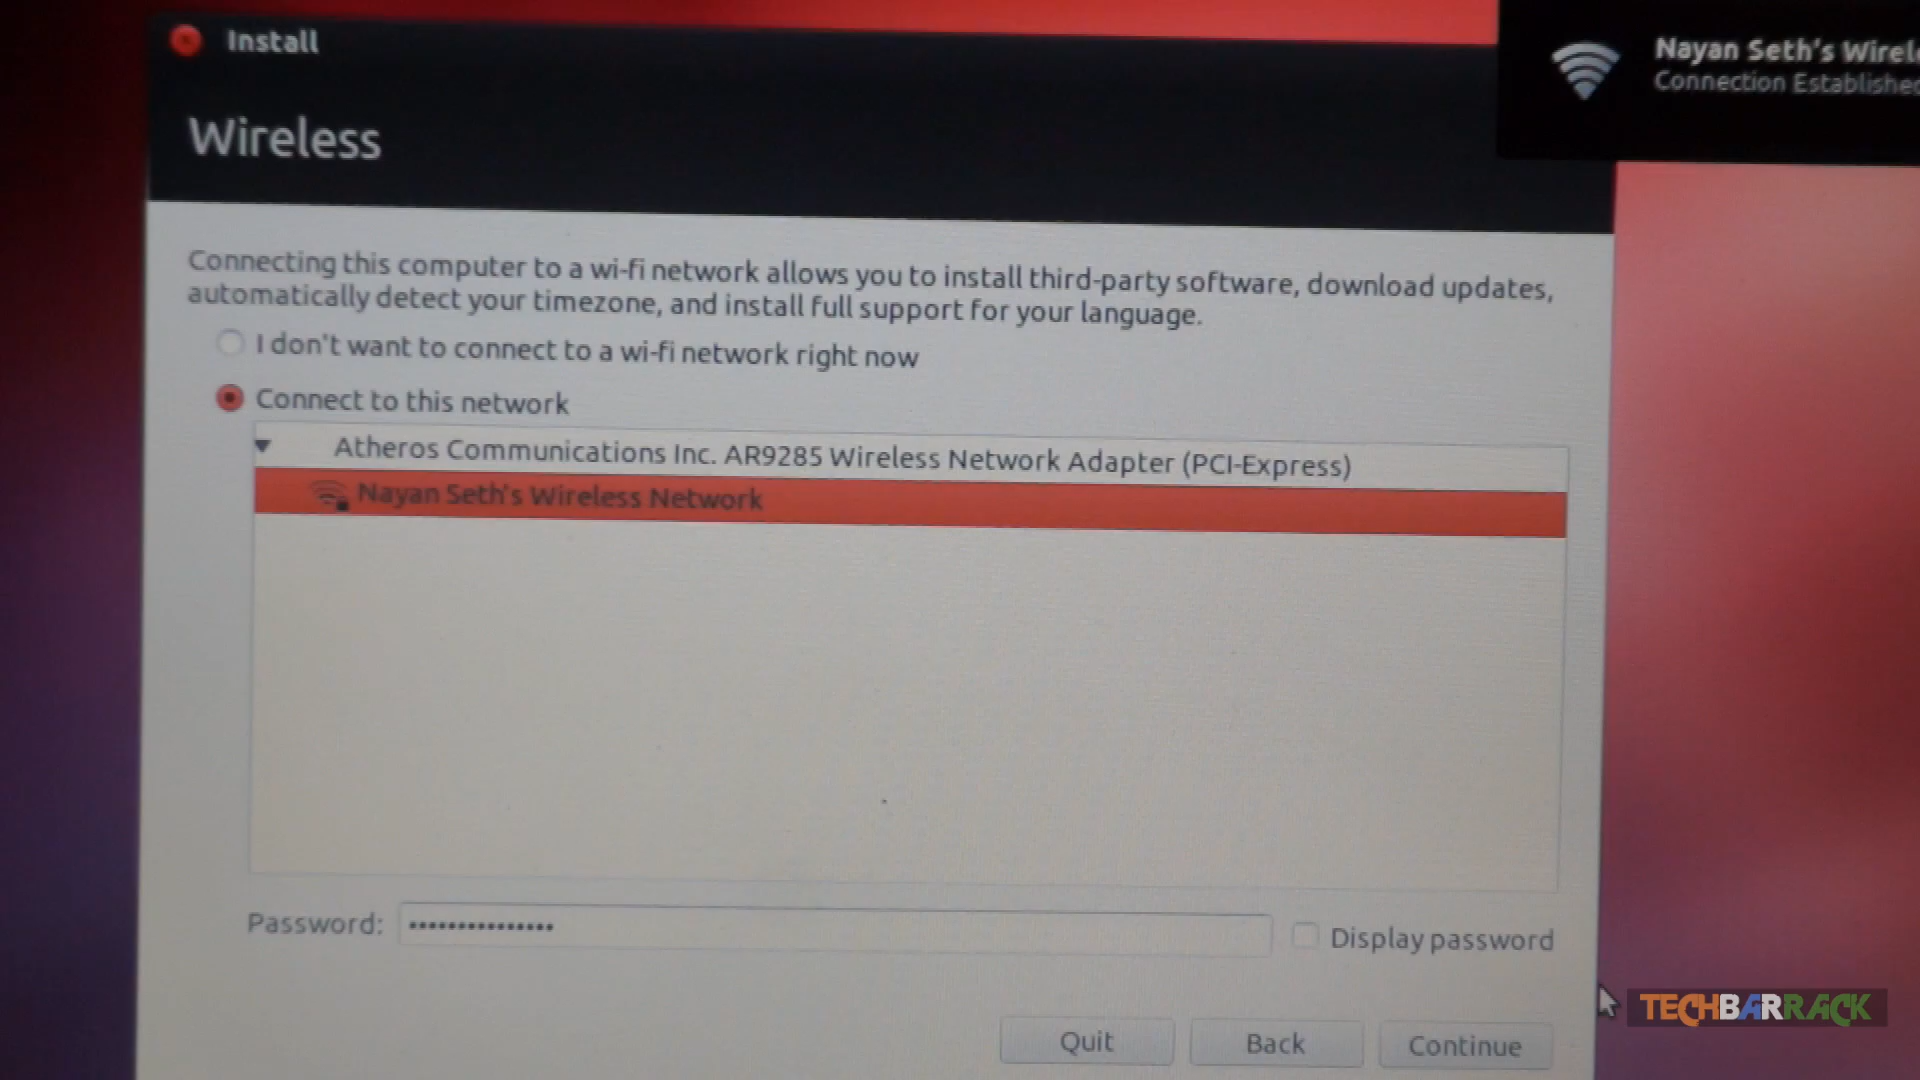 Install
Nayan Seth's Wirel
Connection Established
Wireless
Connecting this computer to a wi-fi network allows you to install third-party software, download updates,
automatically detect your timezone, and install full support for your language.
I don't want to connect to a wi-fi network right now
Connect to this network
Atheros Communications Inc. AR9285 Wireless Network Adapter (PCI-Express)
Nayan Seth's Wireless Network
Password: •••••••••••••••
Display password
Quit
Back
Continue
TECHBARRACK